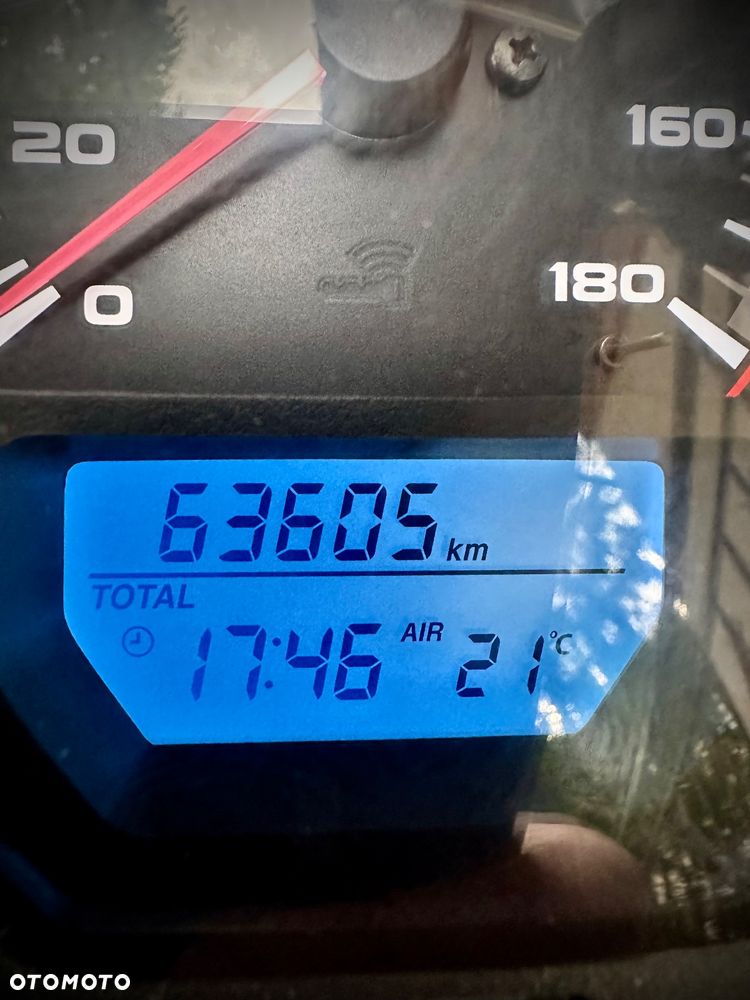 20
160
0
180
63605 km
TOTAL
17:46 AIR 21 °C
OTOMOTO